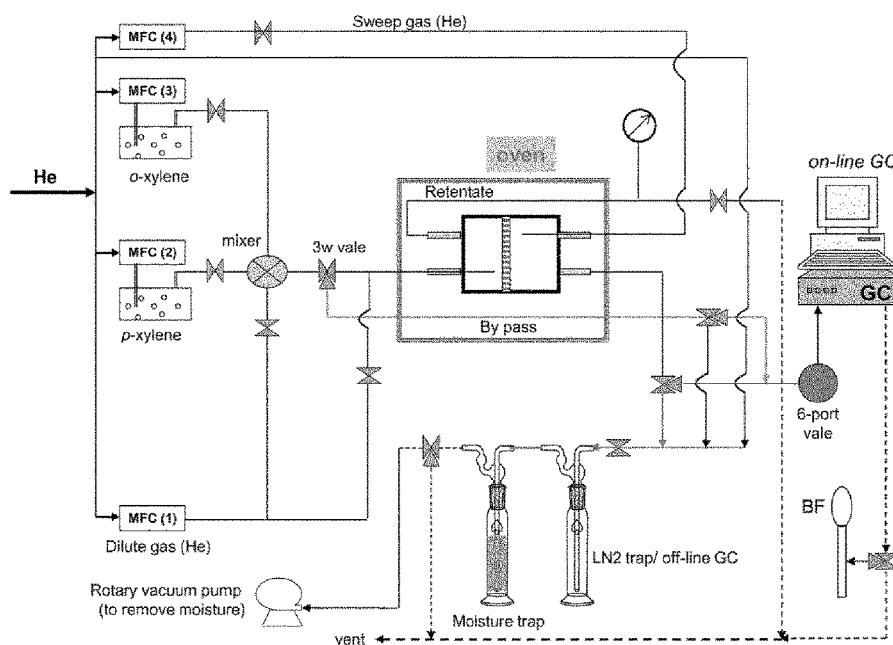 Sweep gas (He)
MFC (4)
MFC (3)
o-xylene
He
oven
on-line GC
Retentate
mixer
3w vale
MFC (2)
p-xylene
GC
By pass
6-port
vale
MFC (1)
Dilute gas (He)
BF
LN2 trap/ off-line GC
Rotary vacuum pump
(to remove moisture)
Moisture trap
vent